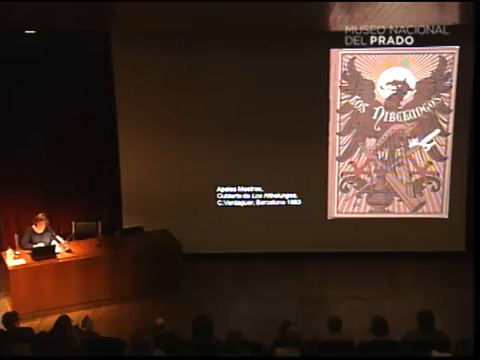 MUSEO NACIONAL
DEL PRADO
LOS NIBELUNGOS
Apeles Mestres,
Cubierta de Los Nibelungos,
C. Verdaguer, Barcelona 1883